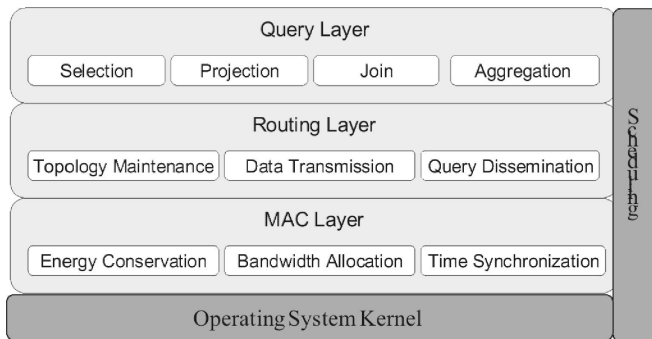 Query Layer
Selection Projection Join Aggregation
Routing Layer
Topology Maintenance Data Transmission Query Dissemination
MAC Layer
Energy Conservation Bandwidth Allocation Time Synchronization
Operating System Kernel
Scheduling